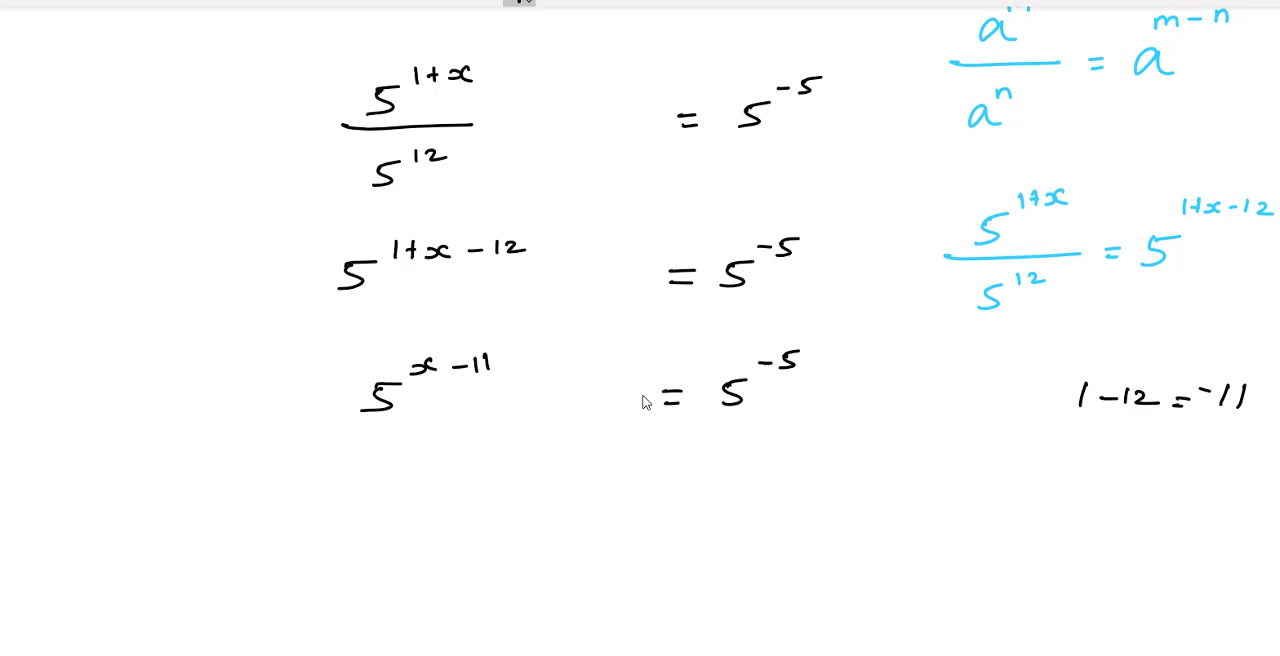 5^{1+x} / 5^{12} = 5^{-5}
5^{1+x-12} = 5^{-5}
5^{x-11} = 5^{-5}
/ a^n = a^{m-n}
5^{1+x} / 5^{12} = 5^{1+x-12}
1-12 = -11